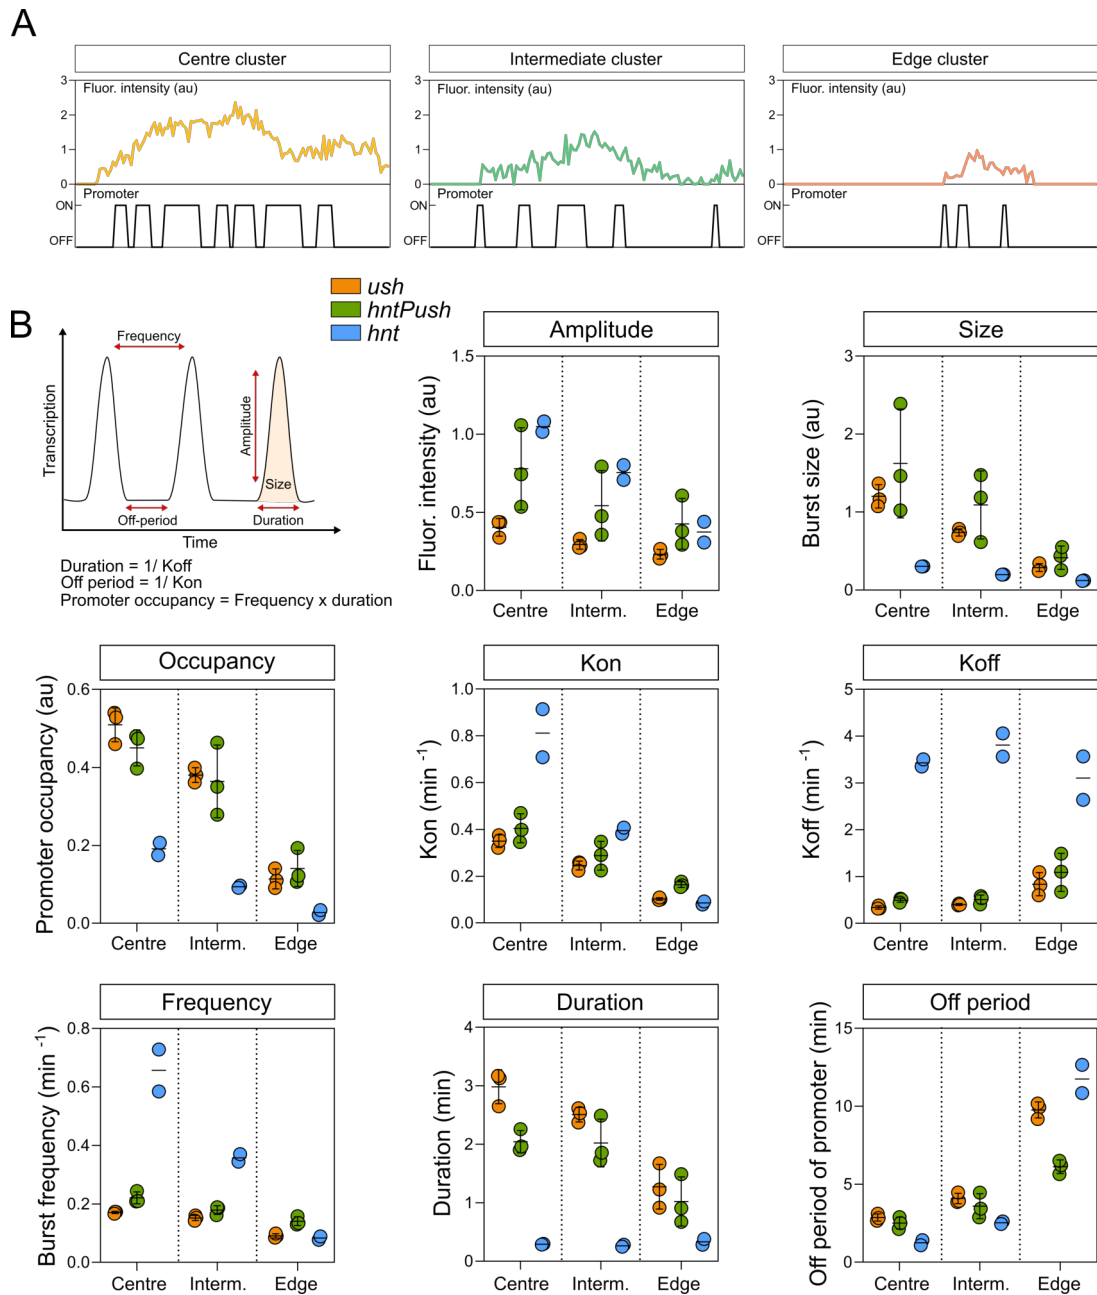 A
Centre cluster
Intermediate cluster
Edge cluster
3
Fluor. intensity (au)
2
1
0
Promoter
ON
OFF
3
Fluor. intensity (au)
2
1
0
Promoter
ON
OFF
3
Fluor. intensity (au)
2
1
0
Promoter
ON
OFF
B
ush
hntPush
hnt
Transcription
Frequency
Amplitude
Size
Off-period
Duration
Time
Duration = 1/ Koff
Off period = 1/ Kon
Promoter occupancy = Frequency x duration
Amplitude
Fluor. intensity (au)
1.5
1.0
0.5
0.0
Centre Interm. Edge
Size
Burst size (au)
3
2
1
0
Centre Interm. Edge
Occupancy
Promoter occupancy (au)
0.6
0.4
0.2
0.0
Centre Interm. Edge
Kon
Kon (min -1)
1.0
0.8
0.6
0.4
0.2
0.0
Centre Interm. Edge
Koff
Koff (min -1)
5
4
3
2
1
0
Centre Interm. Edge
Frequency
Burst frequency (min -1)
0.8
0.6
0.4
0.2
0.0
Centre Interm. Edge
Duration
Duration (min)
4
3
2
1
0
Centre Interm. Edge
Off period
Off period of promoter (min)
15
10
5
0
Centre Interm. Edge